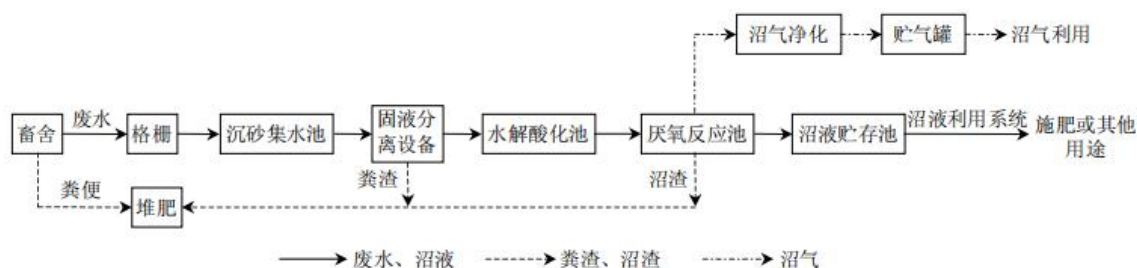 沼气净化
贮气罐
沼气利用
畜舍
废水
格栅
沉砂集水池
固液分
离设备
水解酸化池
厌氧反应池
沼液贮存池
沼液利用系统
施肥或其他
用途
粪便
堆肥
粪渣
沼渣
废水、沼液
粪渣、沼渣
沼气